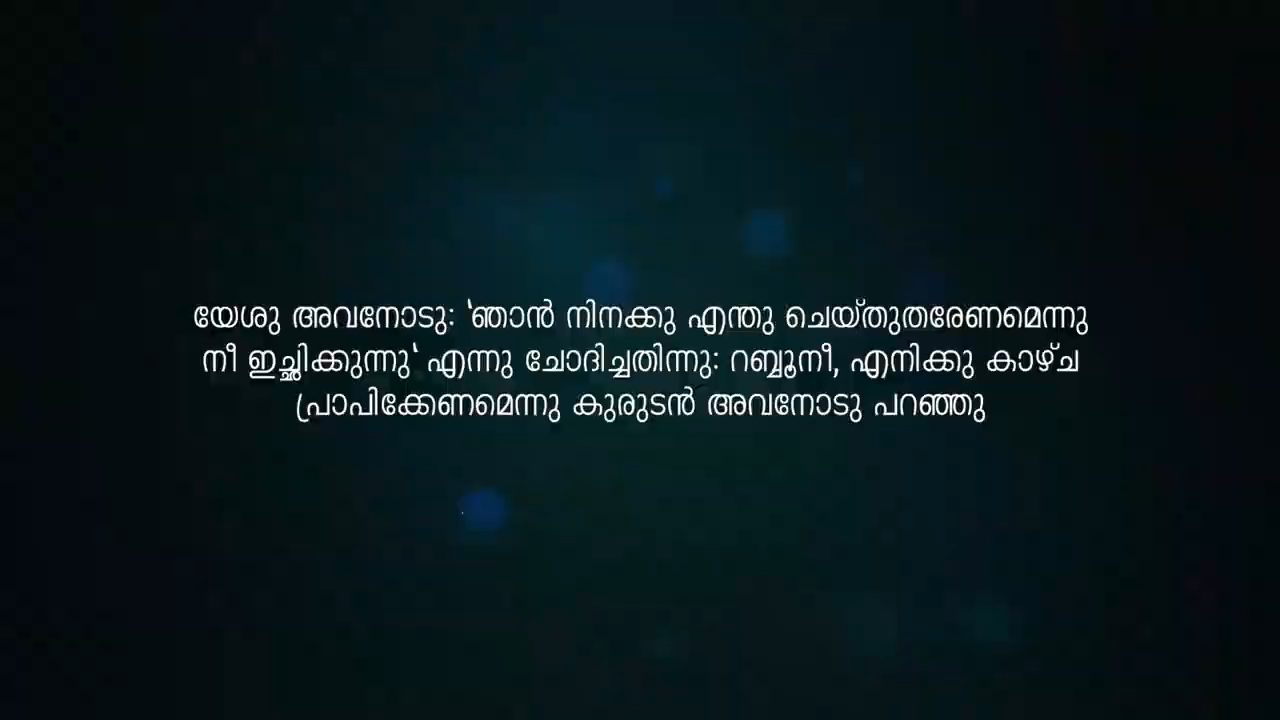 യേശു അവനോടു: ‘ഞാൻ നിനക്കു എന്തു ചെയ്തുതരേണമെന്നു
നീ ഇച്ഛിക്കുന്നു‘ എന്നു ചോദിച്ചതിന്നു: റബ്ബൂനീ, എനിക്കു കാഴ്ച
പ്രാപിക്കേണമെന്നു കുരുടൻ അവനോടു പറഞ്ഞു